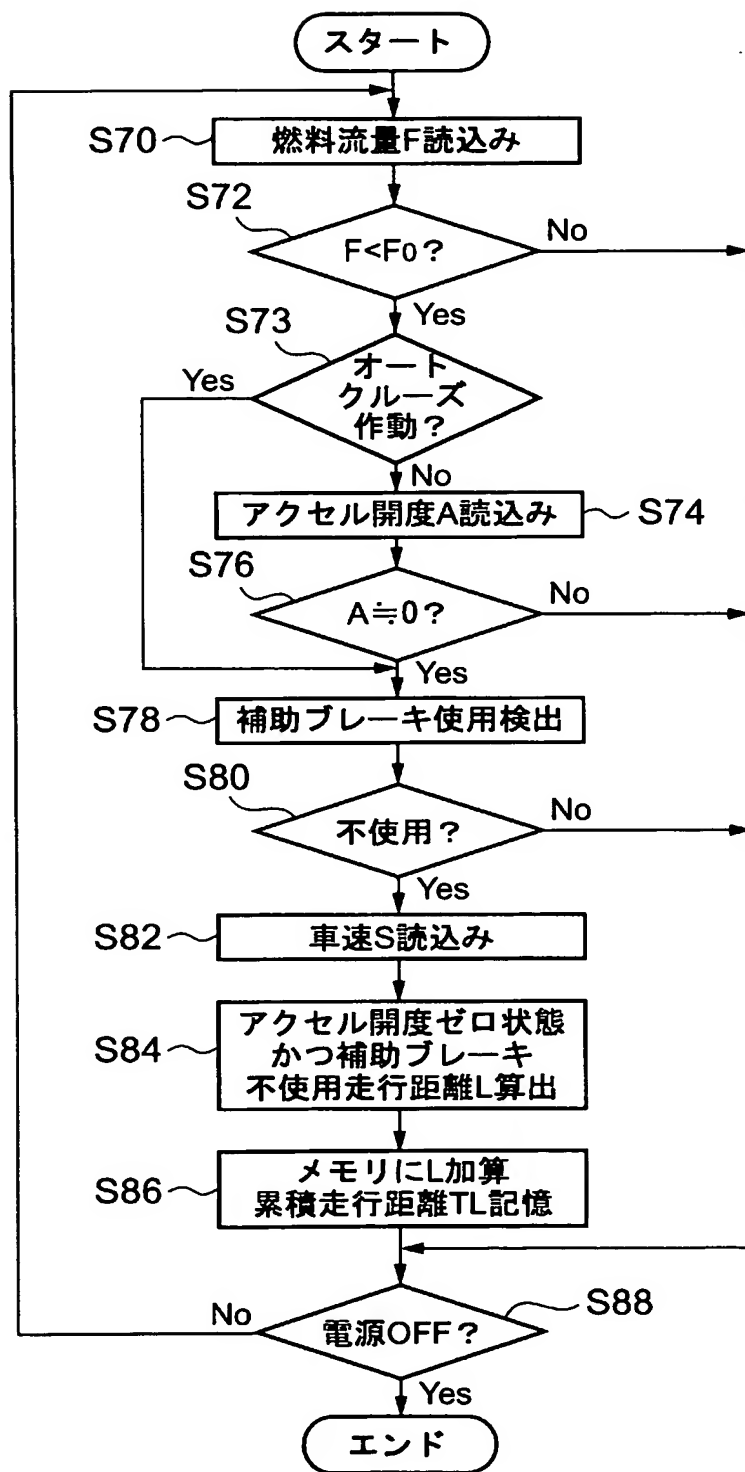 スタート
S70
燃料流量F読込み
S72
F<F0?
No
Yes
S73
オート
クルーズ
作動?
Yes
No
アクセル開度A読込み
S74
S76
A≒0?
No
Yes
S78
補助ブレーキ使用検出
S80
不使用?
No
Yes
S82
車速S読込み
S84
アクセル開度ゼロ状態
かつ補助ブレーキ
不使用走行距離L算出
S86
メモリにL加算
累積走行距離TL記憶
S88
No
電源OFF?
Yes
エンド